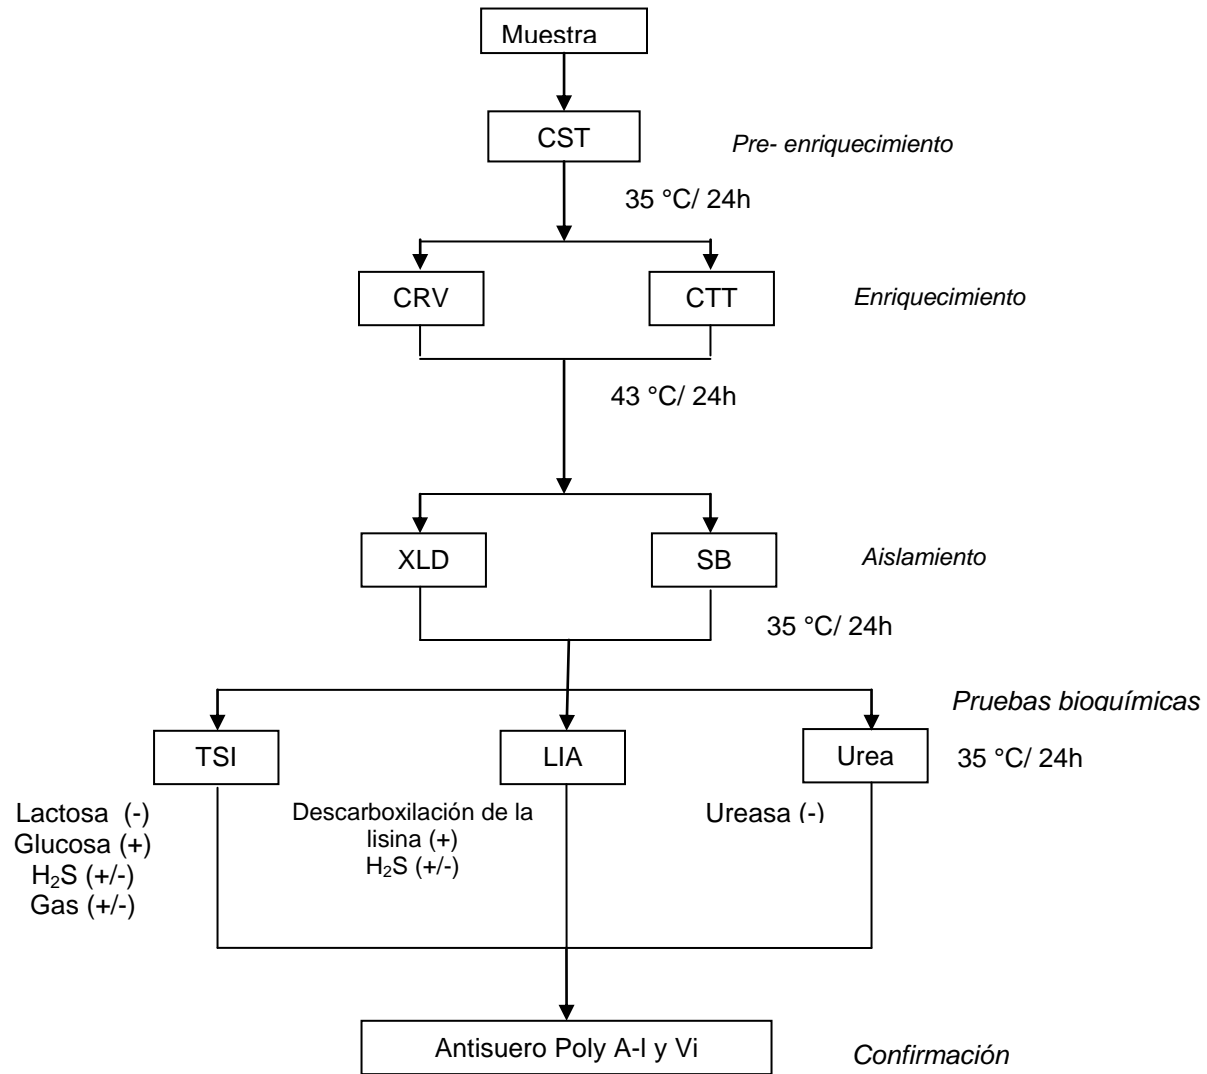 Muestra
CST
Pre- enriquecimiento
35 °C/ 24h
CRV
CTT
Enriquecimiento
43 °C/ 24h
XLD
SB
Aislamiento
35 °C/ 24h
Pruebas bioquímicas
TSI
LIA
Urea
35 °C/ 24h
Lactosa (-)
Glucosa (+)
H₂S (+/-)
Gas (+/-)
Descarboxilación de la
lisina (+)
H₂S (+/-)
Ureasa (-)
Antisuero Poly A-I y Vi
Confirmación